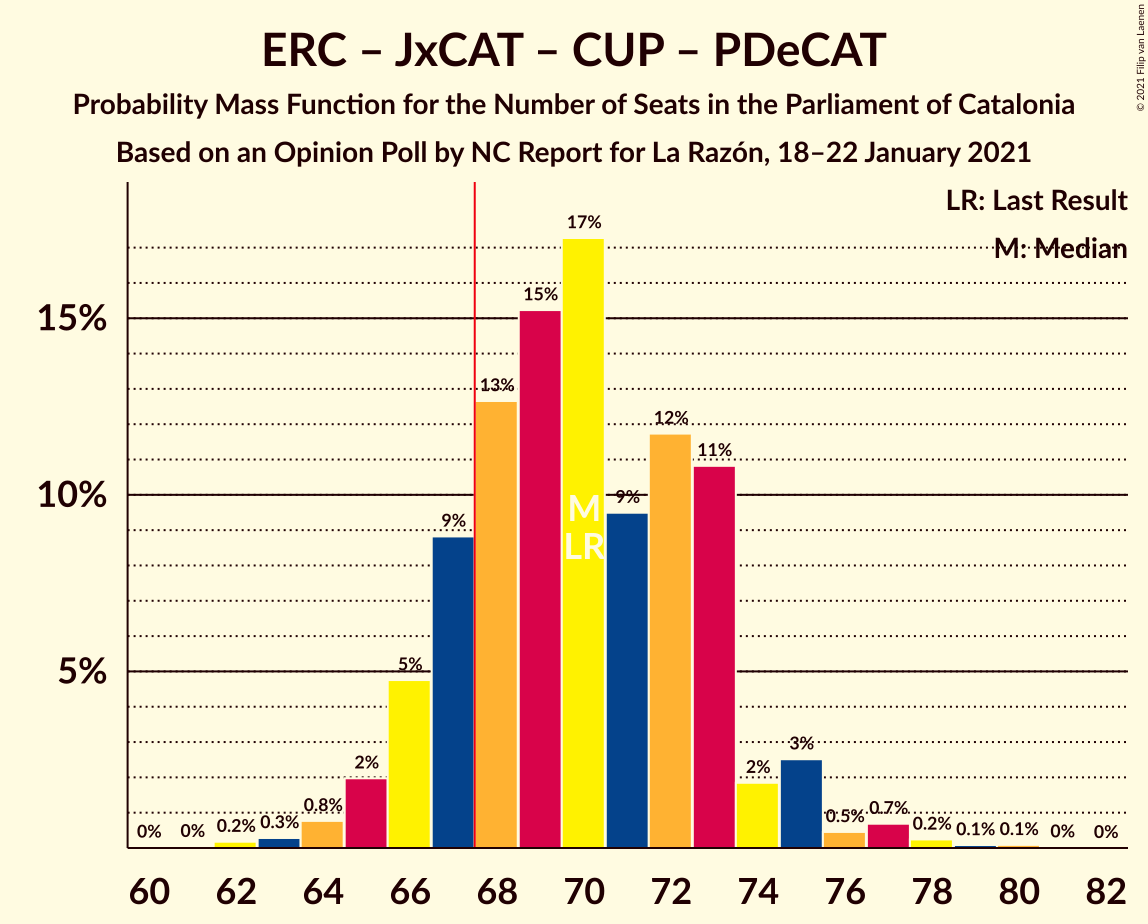 ERC – JxCAT – CUP – PDeCAT
Probability Mass Function for the Number of Seats in the Parliament of Catalonia
Based on an Opinion Poll by NC Report for La Razón, 18–22 January 2021
© 2021 Filip van Laenen
LR: Last Result
M: Median
17%
15%
15%
13%
12%
11%
10%
9%
M
9%
LR
5%
5%
3%
2%
2%
0.8%
0.7%
0.5%
0% 0% 0.2% 0.3% 0.2% 0.1% 0.1% 0% 0%
60 62 64 66 68 70 72 74 76 78 80 82